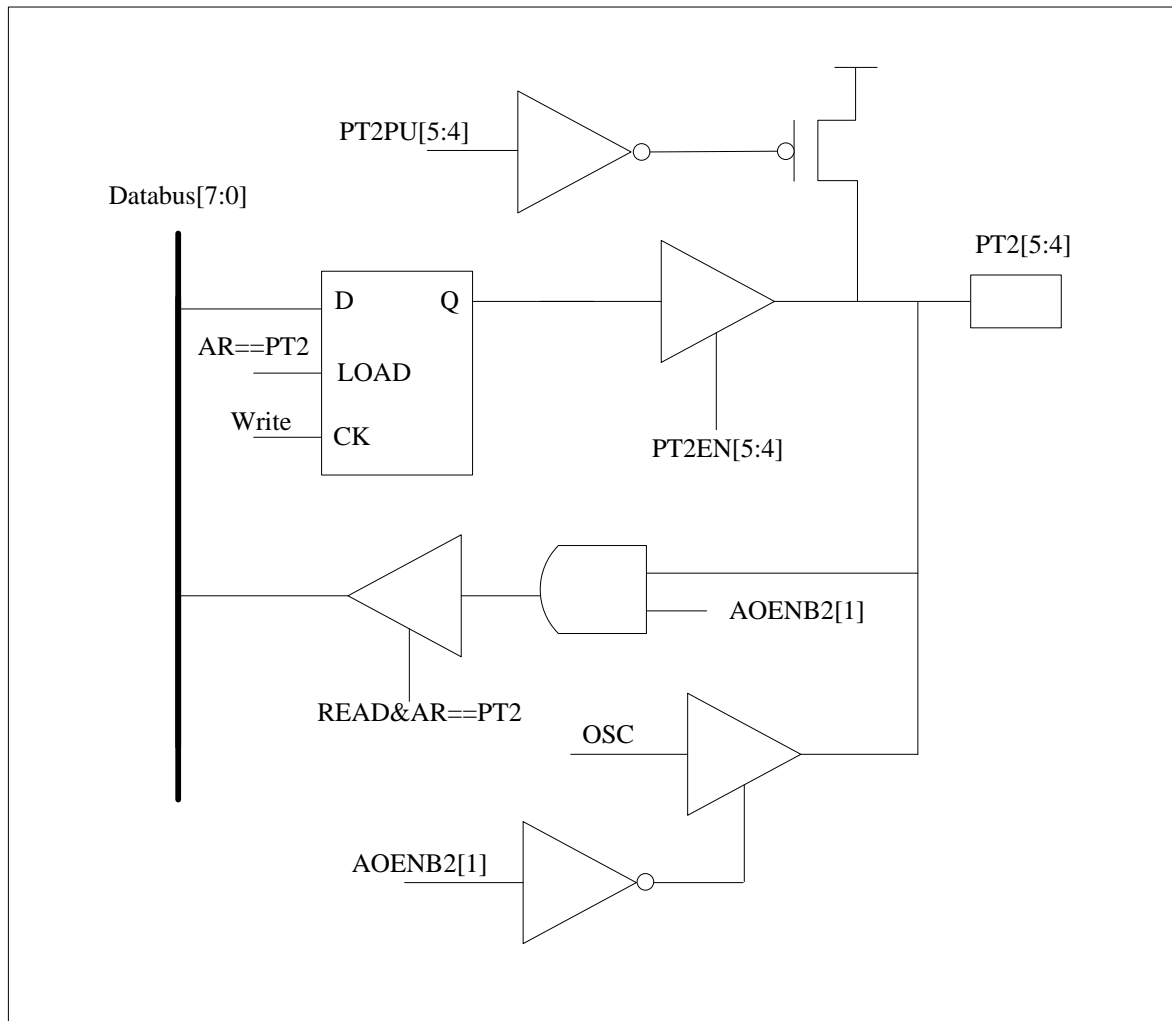 PT2PU[5:4]
Databus[7:0]
PT2[5:4]
D
Q
AR==PT2
LOAD
Write
CK
PT2EN[5:4]
AOENB2[1]
READ&AR==PT2
OSC
AOENB2[1]